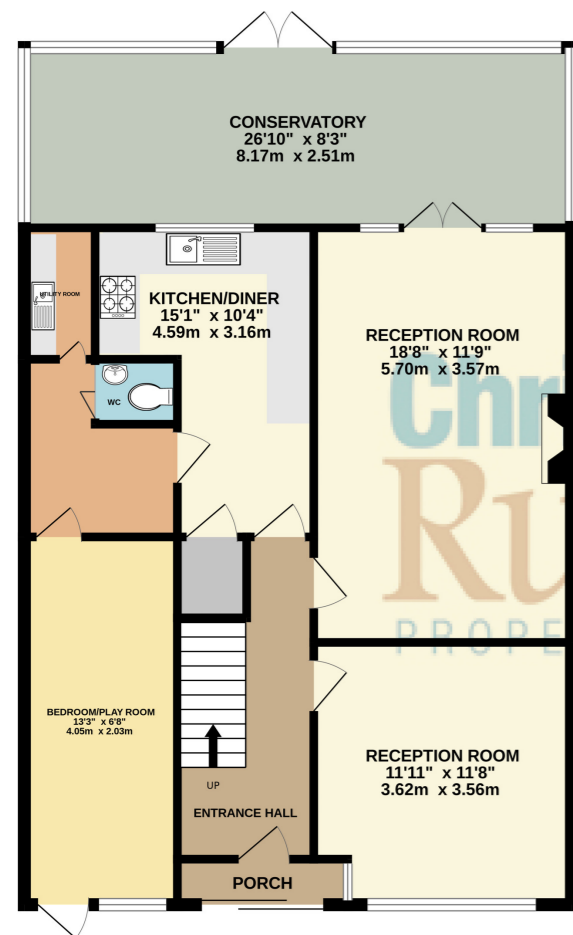 CONSERVATORY
26'10" x 8'3"
8.17m x 2.51m
UTILITY ROOM
KITCHEN/DINER
15'1" x 10'4"
4.59m x 3.16m
RECEPTION ROOM
18'8" x 11'9"
5.70m x 3.57m
WC
Chri
Ru
PROPE
BEDROOM/PLAY ROOM
13'3" x 6'8"
4.05m x 2.03m
RECEPTION ROOM
11'11" x 11'8"
3.62m x 3.56m
UP
ENTRANCE HALL
PORCH